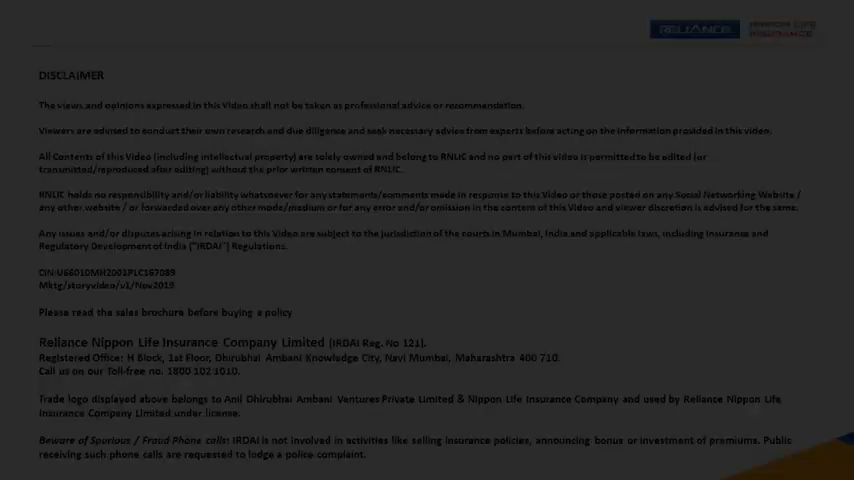 RELIANCE NIPPON LIFE
INSURANCE
DISCLAIMER
The views and opinions expressed in this Video shall not be taken as professional advice or recommendation.
Viewers are advised to conduct their own research and due diligence and seek necessary advice from experts before acting on the information provided in this video.
All Contents of this Video (including intellectual property) are solely owned and belong to RNLIC and no part of this video is permitted to be edited (or
transmitted/reproduced after editing) without the prior written consent of RNLIC.
RNLIC holds no responsibility and/or liability whatsoever for any statements/comments made in response to this Video or those posted on any Social Networking Website /
any other website / or forwarded over any other mode/medium or for any error and/or omission in the content of this Video and viewer discretion is advised for the same.
Any issues and/or disputes arising in relation to this Video are subject to the jurisdiction of the courts in Mumbai, India and applicable laws, including Insurance and
Regulatory Development of India ("IRDAI") Regulations.
CIN:U66010MH2001PLC167089
Mktg/storyvideo/v1/Nov2019
Please read the sales brochure before buying a policy
Reliance Nippon Life Insurance Company Limited (IRDAI Reg. No 121).
Registered Office: H Block, 1st Floor, Dhirubhai Ambani Knowledge City, Navi Mumbai, Maharashtra 400 710.
Call us on our Toll-free no. 1800 102 1010.
Trade logo displayed above belongs to Anil Dhirubhai Ambani Ventures Private Limited & Nippon Life Insurance Company and used by Reliance Nippon Life
Insurance Company Limited under license.
Beware of Spurious / Fraud Phone calls: IRDAI is not involved in activities like selling insurance policies, announcing bonus or investment of premiums. Public
receiving such phone calls are requested to lodge a police complaint.